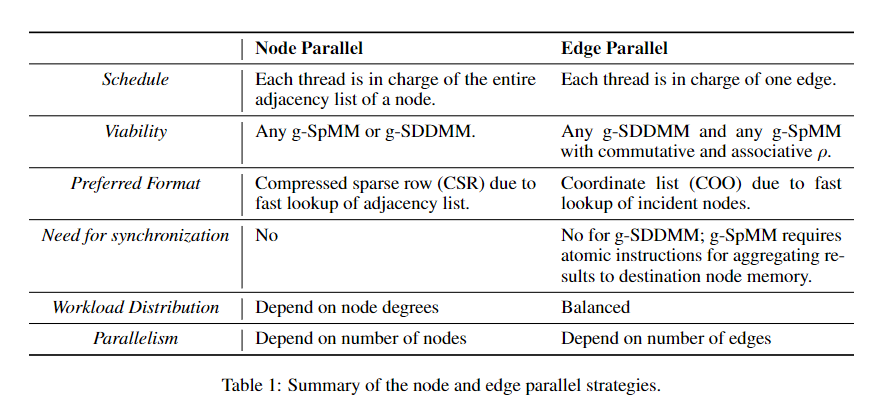 Node Parallel Edge Parallel
Schedule Each thread is in charge of the entire Each thread is in charge of one edge.
adjacency list of a node.
Viability Any g-SpMM or g-SDDMM. Any g-SDDMM and any g-SpMM
with commutative and associative ρ.
Preferred Format Compressed sparse row (CSR) due to Coordinate list (COO) due to fast
fast lookup of adjacency list. lookup of incident nodes.
Need for synchronization No No for g-SDDMM; g-SpMM requires
atomic instructions for aggregating re-
sults to destination node memory.
Workload Distribution Depend on node degrees Balanced
Parallelism Depend on number of nodes Depend on number of edges
Table 1: Summary of the node and edge parallel strategies.